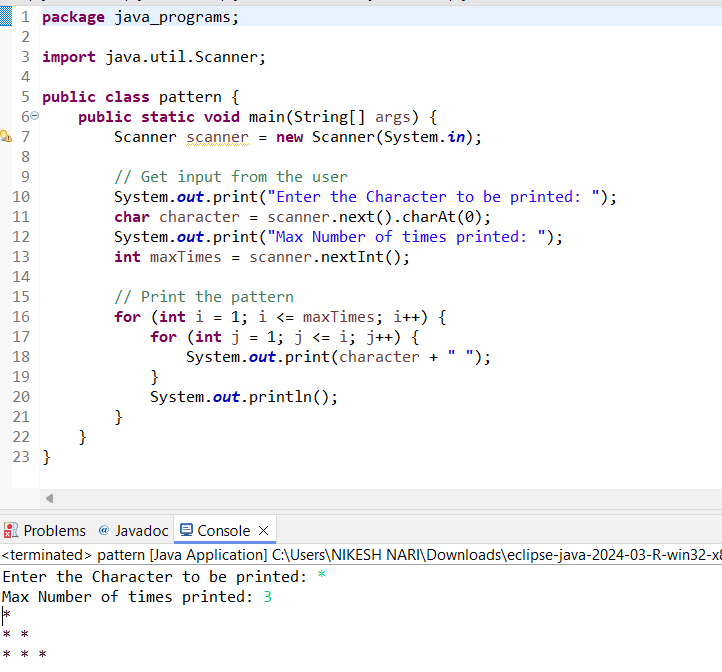 1 package java_programs;
2
3 import java.util.Scanner;
4
5 public class pattern {
6 public static void main(String[] args) {
7 Scanner scanner = new Scanner(System.in);
8
9 // Get input from the user
10 System.out.print("Enter the Character to be printed: ");
11 char character = scanner.next().charAt(0);
12 System.out.print("Max Number of times printed: ");
13 int maxTimes = scanner.nextInt();
14
15 // Print the pattern
16 for (int i = 1; i <= maxTimes; i++) {
17 for (int j = 1; j <= i; j++) {
18 System.out.print(character + " ");
19 }
20 System.out.println();
21 }
22 }
23 }
Problems @ Javadoc Console
<terminated> pattern [Java Application] C:\Users\NIKESH NARI\Downloads\eclipse-java-2024-03-R-win32-x8
Enter the Character to be printed: *
Max Number of times printed: 3
*
* *
* * *